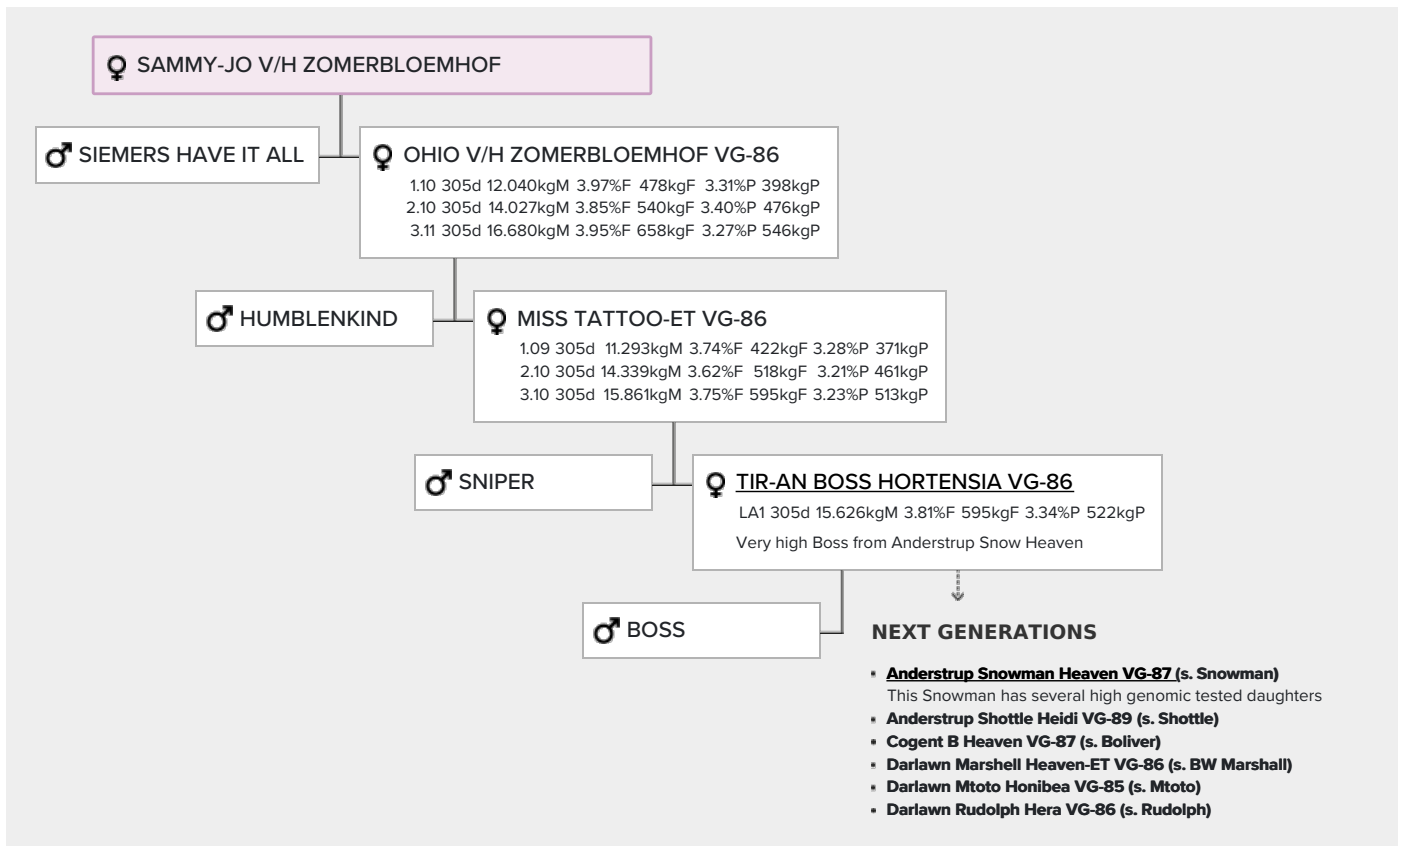 SAMMY-JO V/H ZOMERBLOEMHOF
SIEMERS HAVE IT ALL
OHIO V/H ZOMERBLOEMHOF VG-86
1.10 305d 12.040kgM 3.97%F 478kgF 3.31%P 398kgP
2.10 305d 14.027kgM 3.85%F 540kgF 3.40%P 476kgP
3.11 305d 16.680kgM 3.95%F 658kgF 3.27%P 546kgP
HUMBLENKIND
MISS TATTOO-ET VG-86
1.09 305d 11.293kgM 3.74%F 422kgF 3.28%P 371kgP
2.10 305d 14.339kgM 3.62%F 518kgF 3.21%P 461kgP
3.10 305d 15.861kgM 3.75%F 595kgF 3.23%P 513kgP
SNIPER
TIR-AN BOSS HORTENSIA VG-86
LA1 305d 15.626kgM 3.81%F 595kgF 3.34%P 522kgP
Very high Boss from Anderstrup Snow Heaven
BOSS
NEXT GENERATIONS
▪ Anderstrup Snowman Heaven VG-87 (s. Snowman)
This Snowman has several high genomic tested daughters
▪ Anderstrup Shottle Heidi VG-89 (s. Shottle)
▪ Cogent B Heaven VG-87 (s. Boliver)
▪ Darlawn Marshell Heaven-ET VG-86 (s. BW Marshall)
▪ Darlawn Mtoto Honibea VG-85 (s. Mtoto)
▪ Darlawn Rudolph Hera VG-86 (s. Rudolph)